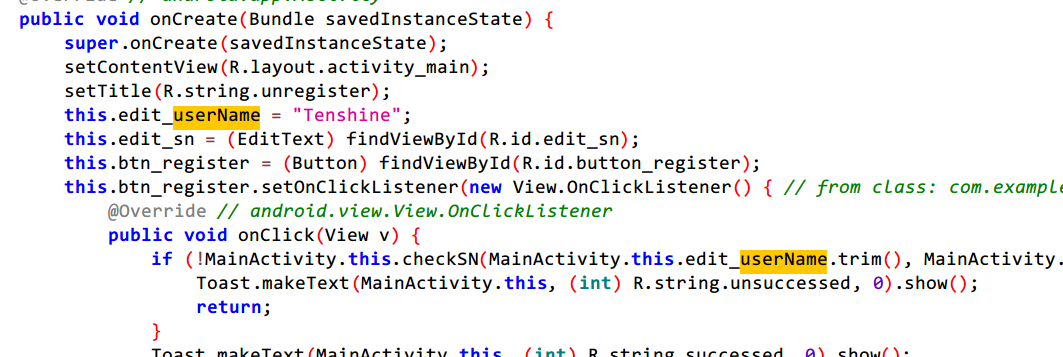 @Override // android.app.Activity
public void onCreate(Bundle savedInstanceState) {
super.onCreate(savedInstanceState);
setContentView(R.layout.activity_main);
setTitle(R.string.unregister);
this.edit_userName = "Tenshine";
this.edit_sn = (EditText) findViewById(R.id.edit_sn);
this.btn_register = (Button) findViewById(R.id.button_register);
this.btn_register.setOnClickListener(new View.OnClickListener() { // from class: com.example
@Override // android.view.View.OnClickListener
public void onClick(View v) {
if (!MainActivity.this.checkSN(MainActivity.this.edit_userName.trim(), MainActivity.
Toast.makeText(MainActivity.this, (int) R.string.unsuccessed, 0).show();
return;
}
Toast.makeText(MainActivity.this, (int) R.string.successed, 0).show();